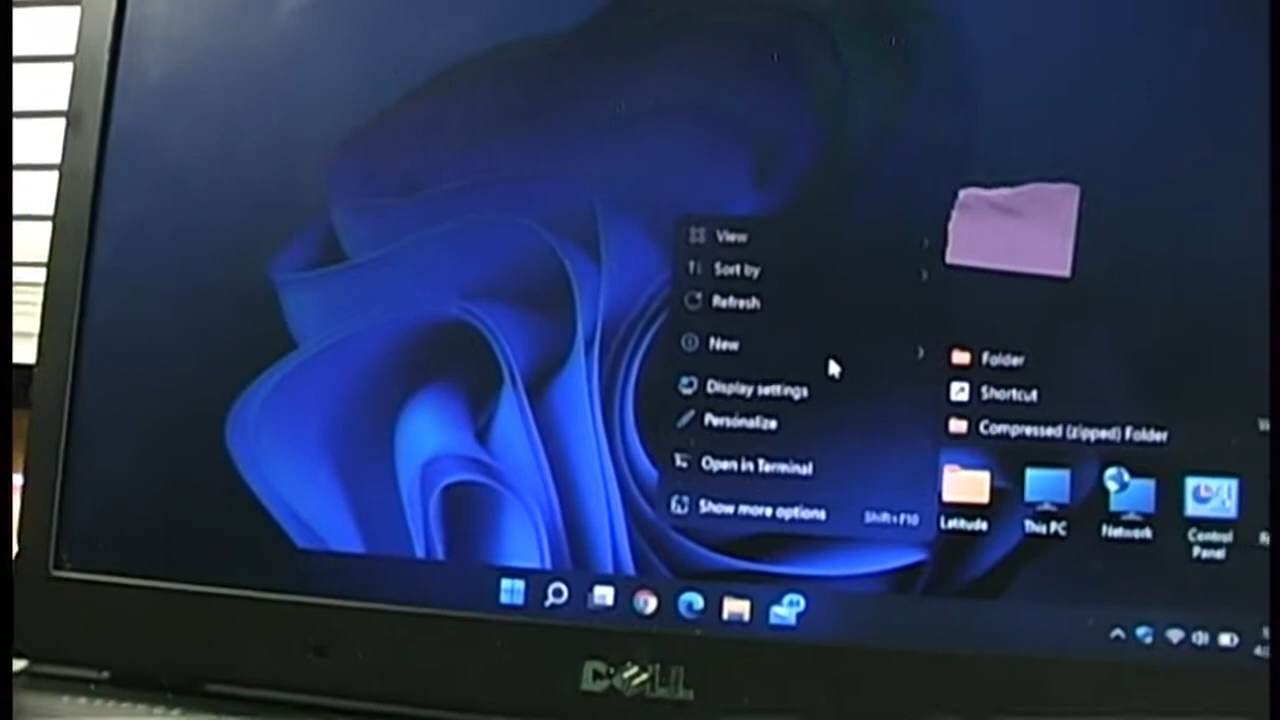 View
Sort by
Refresh
New
Display settings
Personalize
Open in Terminal
Show more options Shift+F10
Folder
Shortcut
Compressed (zipped) Folder
Latitude
This PC
Network
Control Panel
DELL